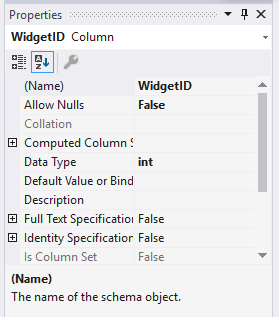 Properties
WidgetID Column
(Name) WidgetID
Allow Nulls False
Collation
Computed Column S
Data Type int
Default Value or Bind
Description
Full Text Specification False
Identity Specification False
Is Column Set False
(Name)
The name of the schema object.